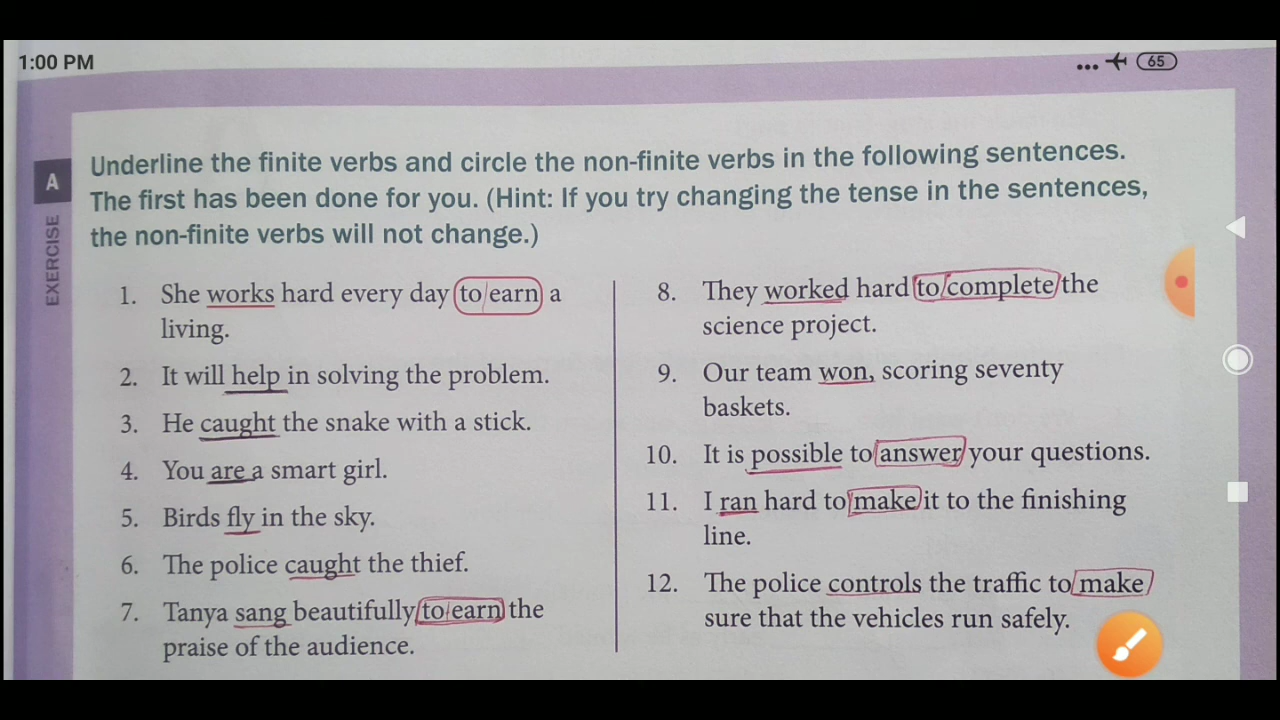 1:00 PM
65
A
EXERCISE
Underline the finite verbs and circle the non-finite verbs in the following sentences.
The first has been done for you. (Hint: If you try changing the tense in the sentences,
the non-finite verbs will not change.)
1. She works hard every day to earn a
living.
2. It will help in solving the problem.
3. He caught the snake with a stick.
4. You are a smart girl.
5. Birds fly in the sky.
6. The police caught the thief.
7. Tanya sang beautifully to earn the
praise of the audience.
8. They worked hard to complete the
science project.
9. Our team won, scoring seventy
baskets.
10. It is possible to answer your questions.
11. I ran hard to make it to the finishing
line.
12. The police controls the traffic to make
sure that the vehicles run safely.